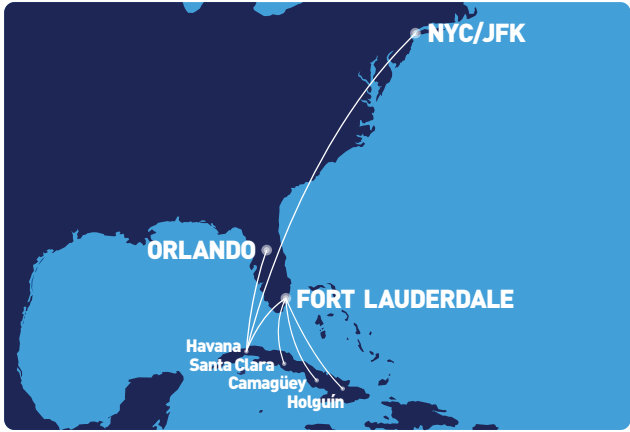 NYC/JFK
ORLANDO
FORT LAUDERDALE
Havana
Santa Clara
Camagüey
Holguín